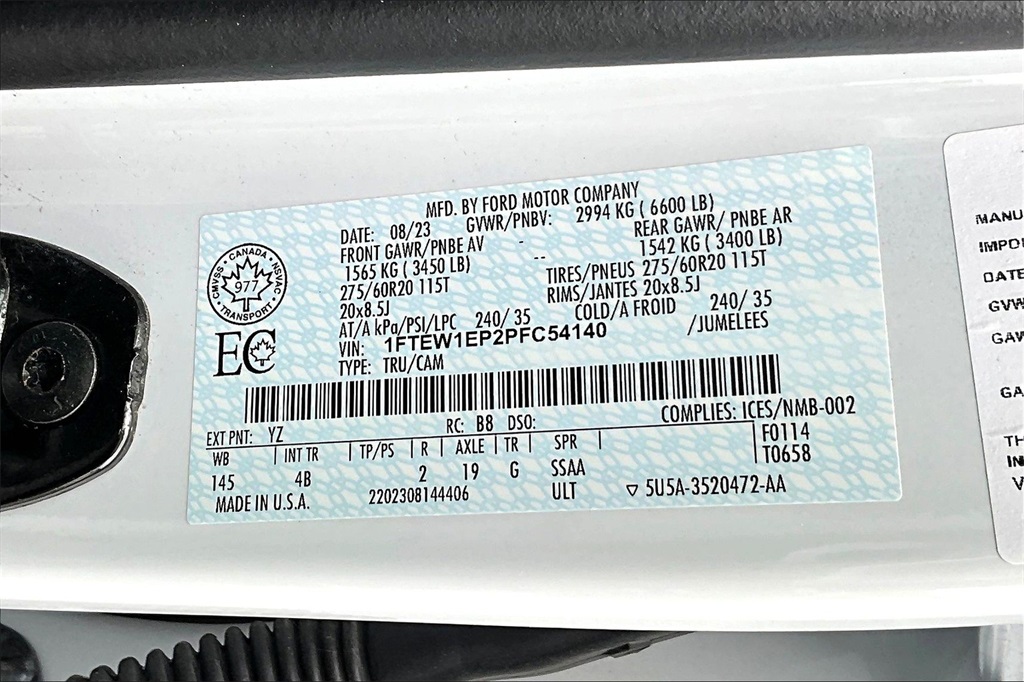 MFD. BY FORD MOTOR COMPANY
DATE: 08/23 GVWR/PNBV: 2994 KG ( 6600 LB)
FRONT GAWR/PNBE AV - REAR GAWR/ PNBE AR
1565 KG ( 3450 LB) -- 1542 KG ( 3400 LB)
275/60R20 115T TIRES/PNEUS 275/60R20 115T
20x8.5J RIMS/JANTES 20x8.5J
AT/A kPa/PSI/LPC 240/ 35 COLD/A FROID 240/ 35
VIN: 1FTEW1EP2PFC54140 /JUMELEES
TYPE: TRU/CAM
CANADA
CMVSS NSVAC
977
TRANSPORT
EC
EXT PNT: YZ RC: B8 DSO: COMPLIES: ICES/NMB-002
WB | INT TR | TP/PS | R | AXLE | TR | SPR | F0114
145 4B 2 19 G SSAA T0658
MADE IN U.S.A. 2202308144406 ULT ▽ 5U5A-3520472-AA
MANU
IMPO
DATE
GVW
GAW
GA
TH
IN
V